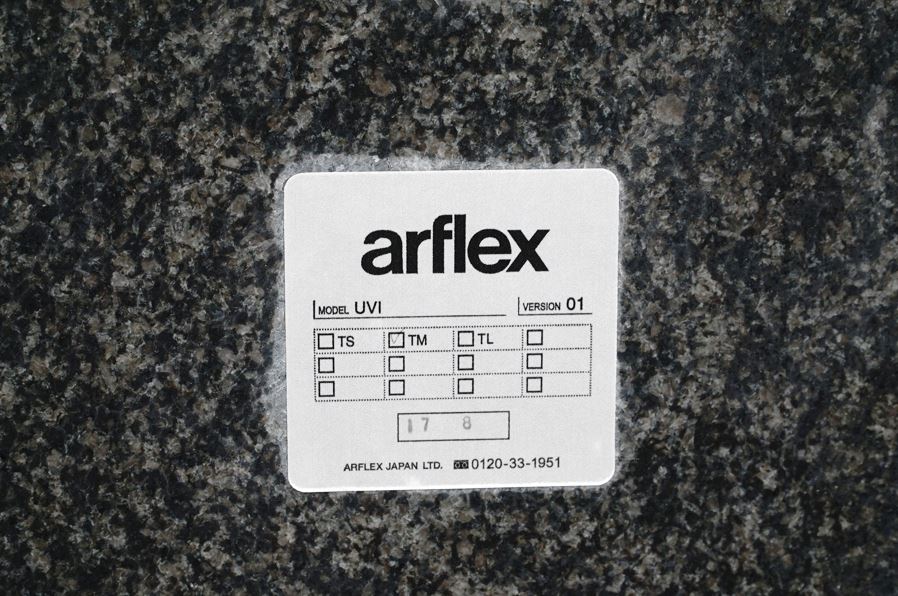 arflex
MODEL UVI VERSION 01
☐ TS ☑ TM ☐ TL ☐
☐ ☐ ☐ ☐
☐ ☐ ☐ ☐
17 8
ARFLEX JAPAN LTD. 0120-33-1951